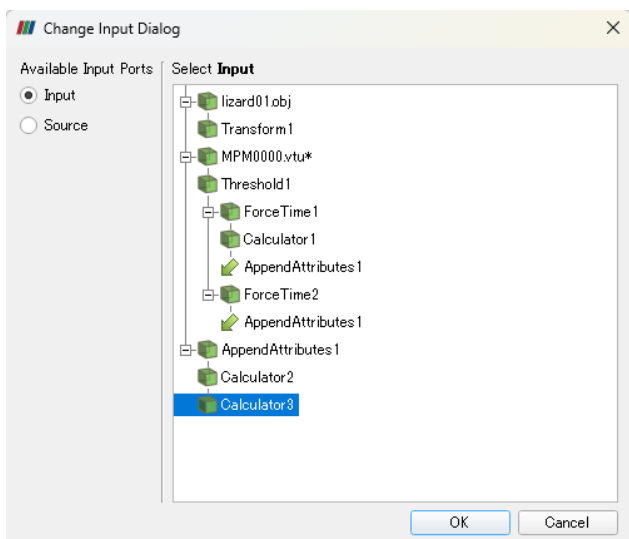 Change Input Dialog
Available Input Ports
Input
Source
Select Input
lizard01.obj
Transform1
MPM0000.vtu*
Threshold1
ForceTime1
Calculator1
AppendAttributes1
ForceTime2
AppendAttributes1
AppendAttributes1
Calculator2
Calculator3
OK
Cancel